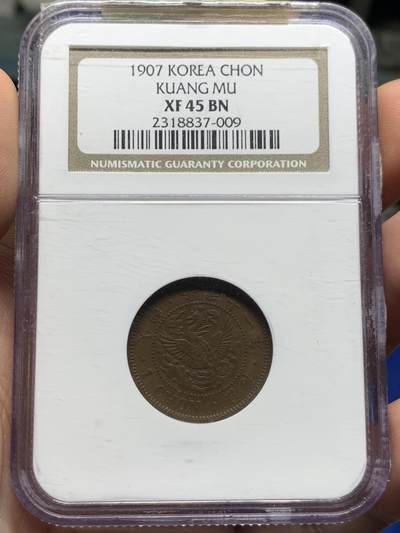 1907 KOREA CHON
KUANG MU
XF 45 BN
2318837-009
NUMISMATIC GUARANTY CORPORATION